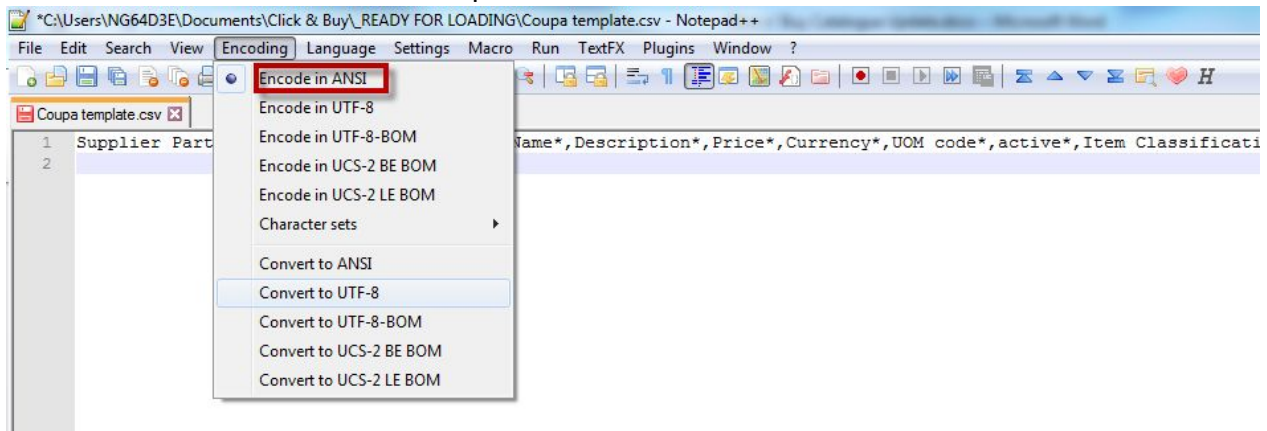 *C:\Users\NG64D3E\Documents\Click & Buy\_READY FOR LOADING\Coupa template.csv - Notepad++
File Edit Search View Encoding Language Settings Macro Run TextFX Plugins Window ?
Encode in ANSI
H
Coupa template.csv
Encode in UTF-8
1 Supplier Part Name*,Description*,Price*,Currency*,UOM code*,active*,Item Classificati
Encode in UTF-8-BOM
2
Encode in UCS-2 BE BOM
Encode in UCS-2 LE BOM
Character sets
Convert to ANSI
Convert to UTF-8
Convert to UTF-8-BOM
Convert to UCS-2 BE BOM
Convert to UCS-2 LE BOM